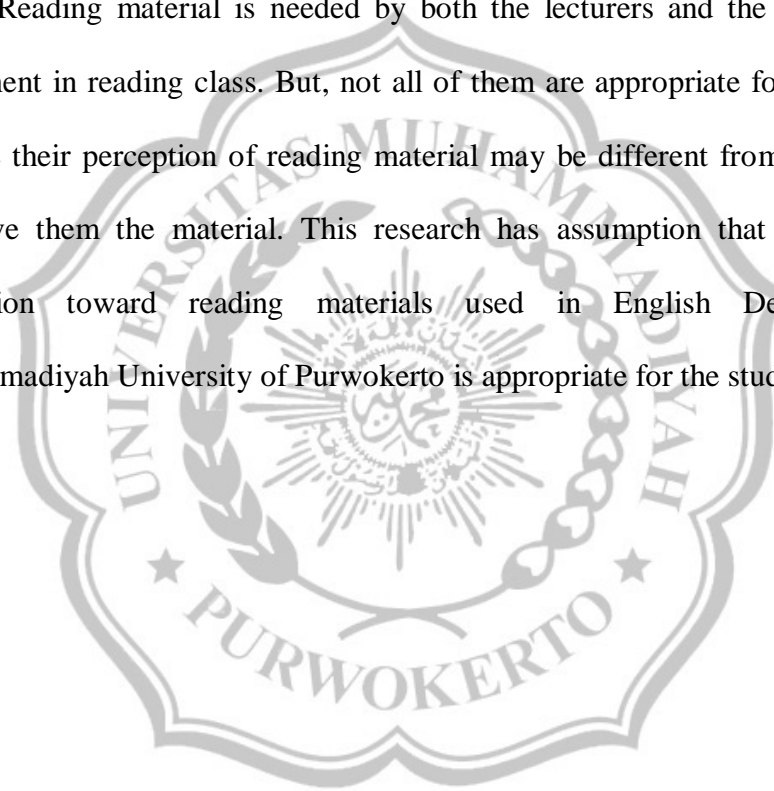 Reading material is needed by both the lecturers and the
ment in reading class. But, not all of them are appropriate fo
their perception of reading material may be different from
ve them the material. This research has assumption that
ion toward reading materials used in English De
madiyah University of Purwokerto is appropriate for the stud
UNIVERSITAS MUHAMMADIYAH
PURWOKERTO